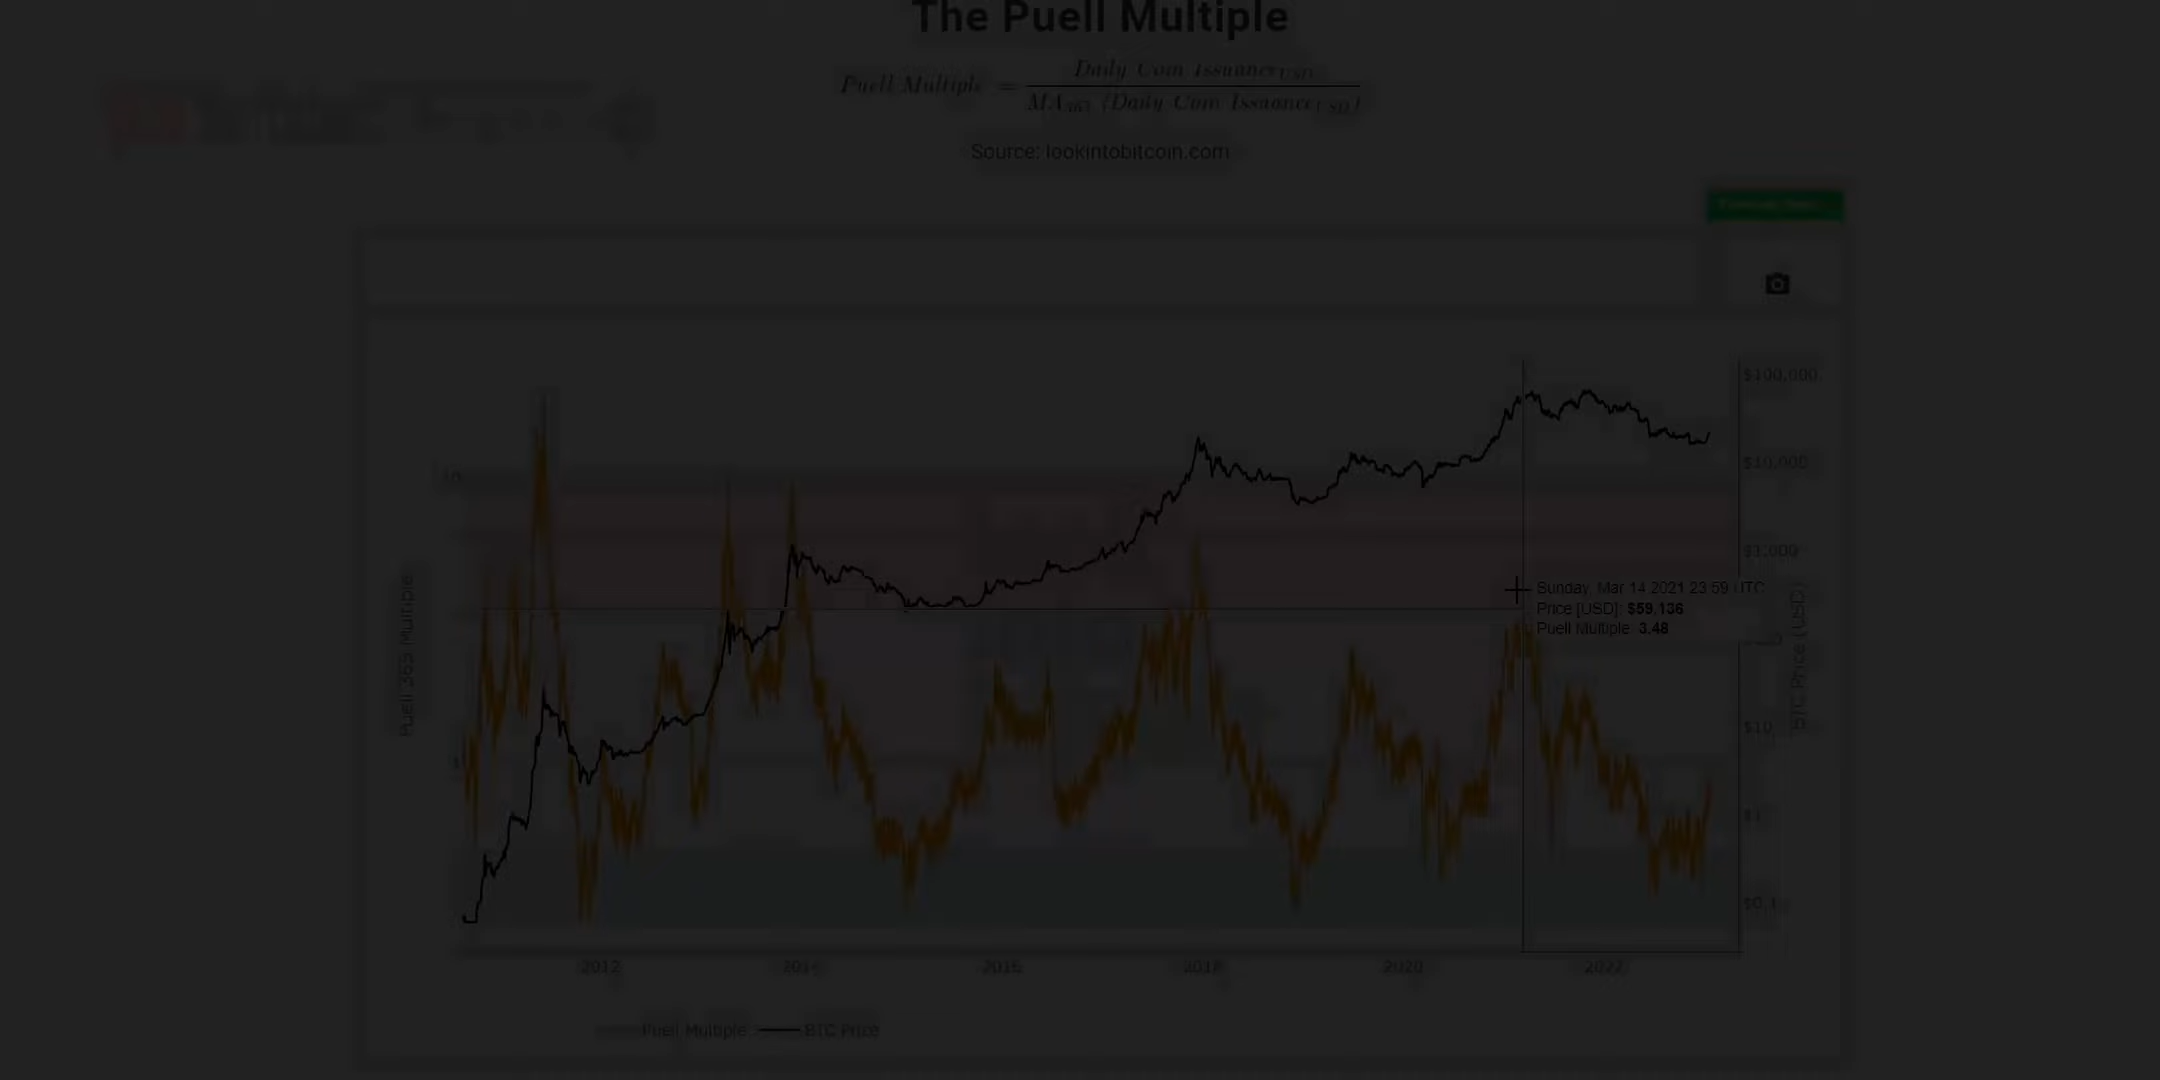 The Puell Multiple
Puell Multiple = Daily Coin Issuance USD
MA 365 (Daily Coin Issuance USD)
Source: lookintobitcoin.com
$100,000
$10,000
10
$1,000
Sunday, Mar 14 2021 23:59 UTC
Price [USD]: $59,136
Puell Multiple: 3.48
Puell 365 Multiple
BTC Price (USD)
$10
1
$0.1
2012 2014 2016 2018 2020 2022
Puell Multiple BTC Price